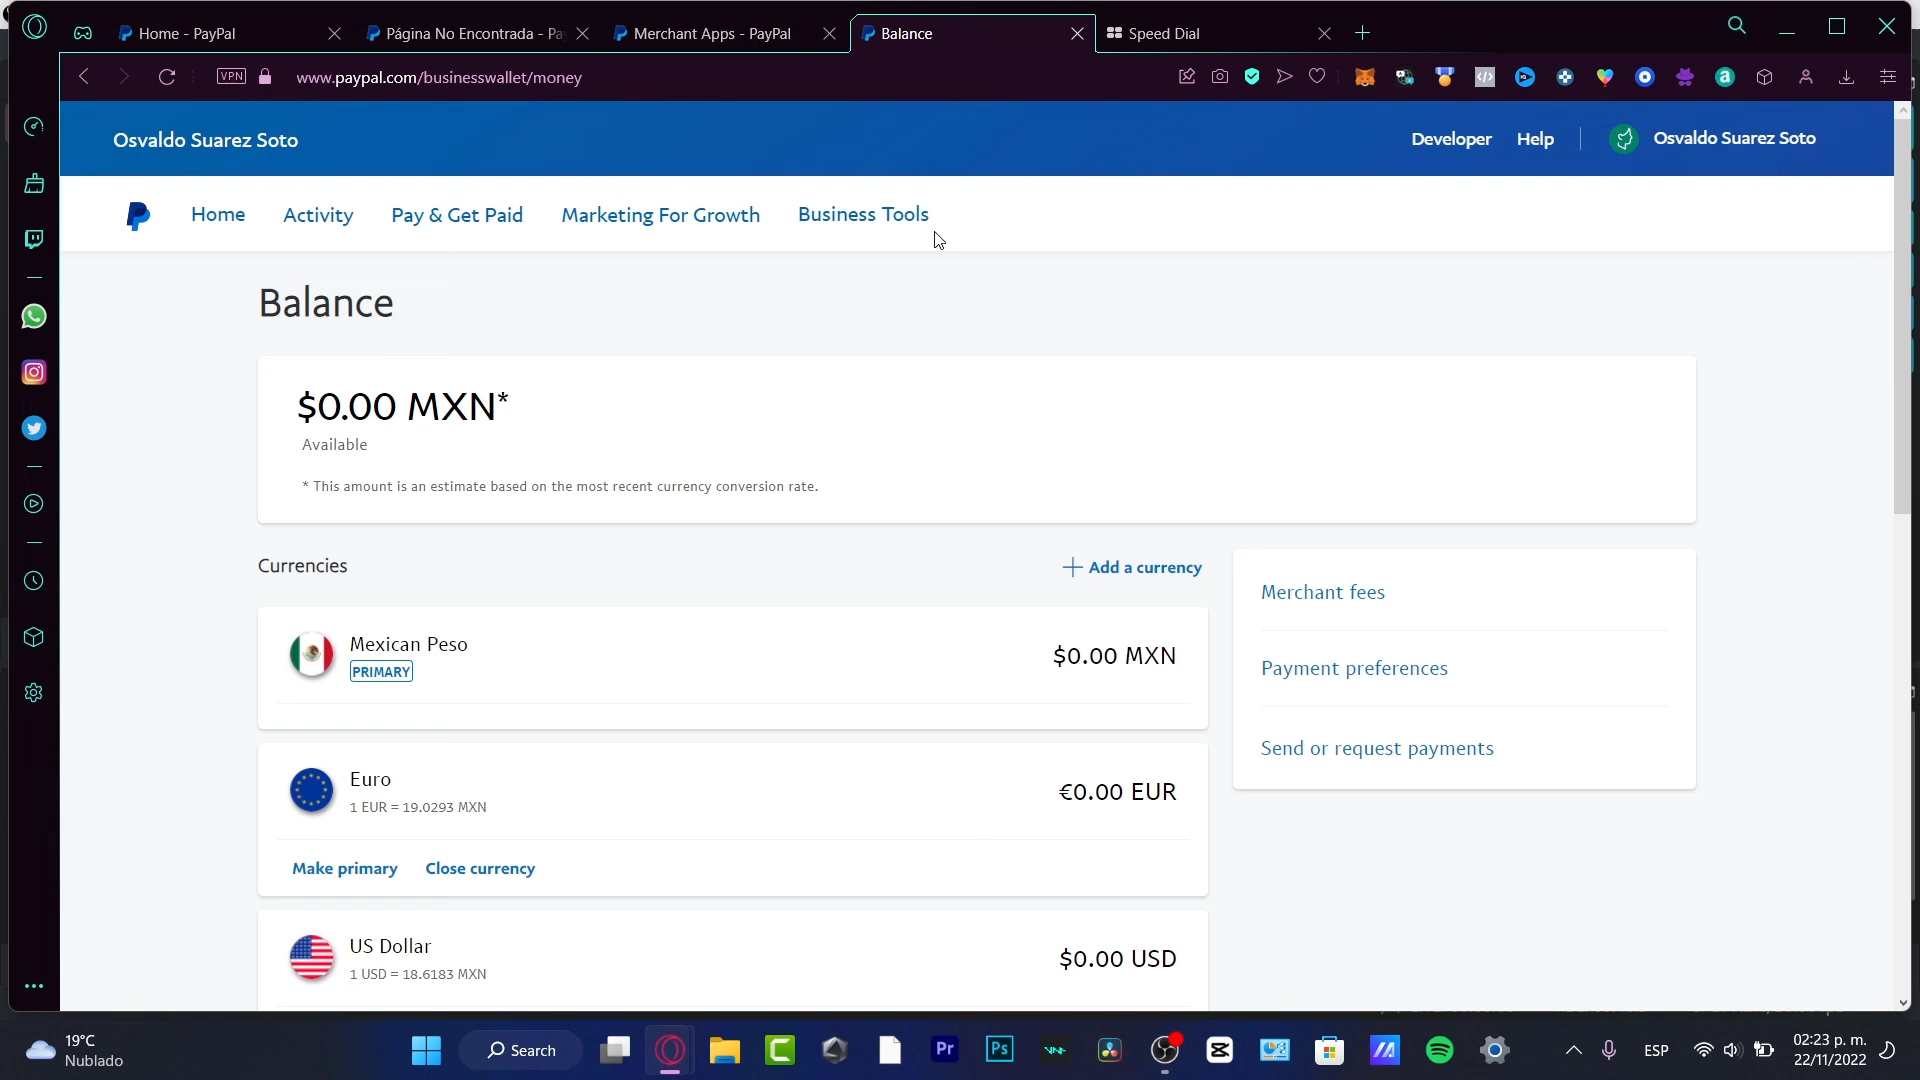 Home - PayPal
Página No Encontrada - Pay
Merchant Apps - PayPal
Balance
Speed Dial
VPN
www.paypal.com/businesswallet/money
Osvaldo Suarez Soto
Developer
Help
Osvaldo Suarez Soto
Home
Activity
Pay & Get Paid
Marketing For Growth
Business Tools
Balance
$0.00 MXN*
Available
* This amount is an estimate based on the most recent currency conversion rate.
Currencies
Add a currency
Mexican Peso
PRIMARY
$0.00 MXN
Euro
1 EUR = 19.0293 MXN
€0.00 EUR
Make primary
Close currency
US Dollar
1 USD = 18.6183 MXN
$0.00 USD
Merchant fees
Payment preferences
Send or request payments
19°C
Nublado
Search
Pr
Ps
ESP
02:23 p. m.
22/11/2022